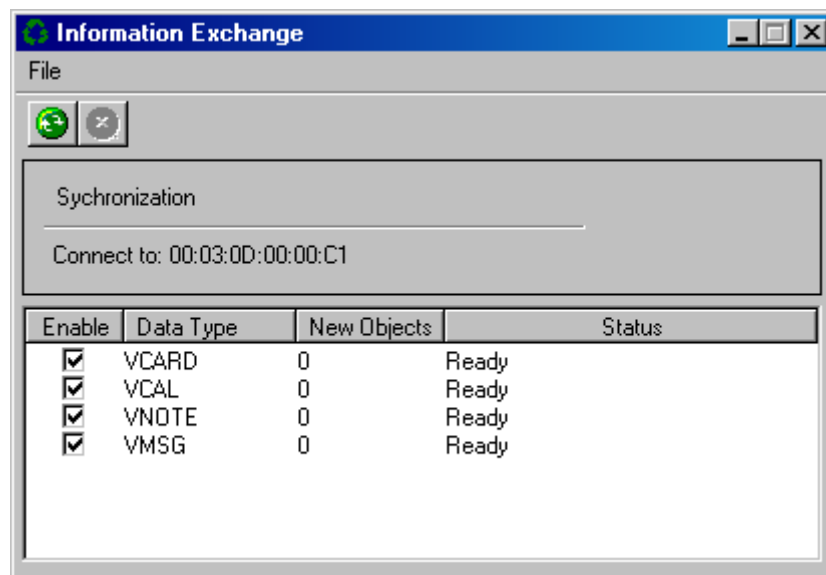 Information Exchange
File
Sychronization
Connect to: 00:03:0D:00:00:C1
Enable Data Type New Objects Status
VCARD 0 Ready
VCAL 0 Ready
VNOTE 0 Ready
VMSG 0 Ready